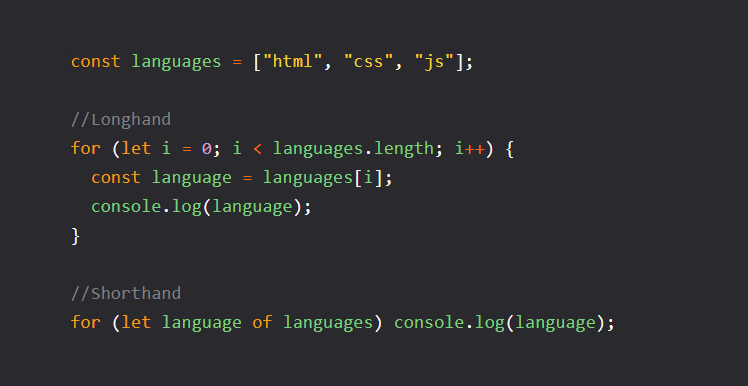 const languages = ["html", "css", "js"];
//Longhand
for (let i = 0; i < languages.length; i++) {
  const language = languages[i];
  console.log(language);
}
//Shorthand
for (let language of languages) console.log(language);